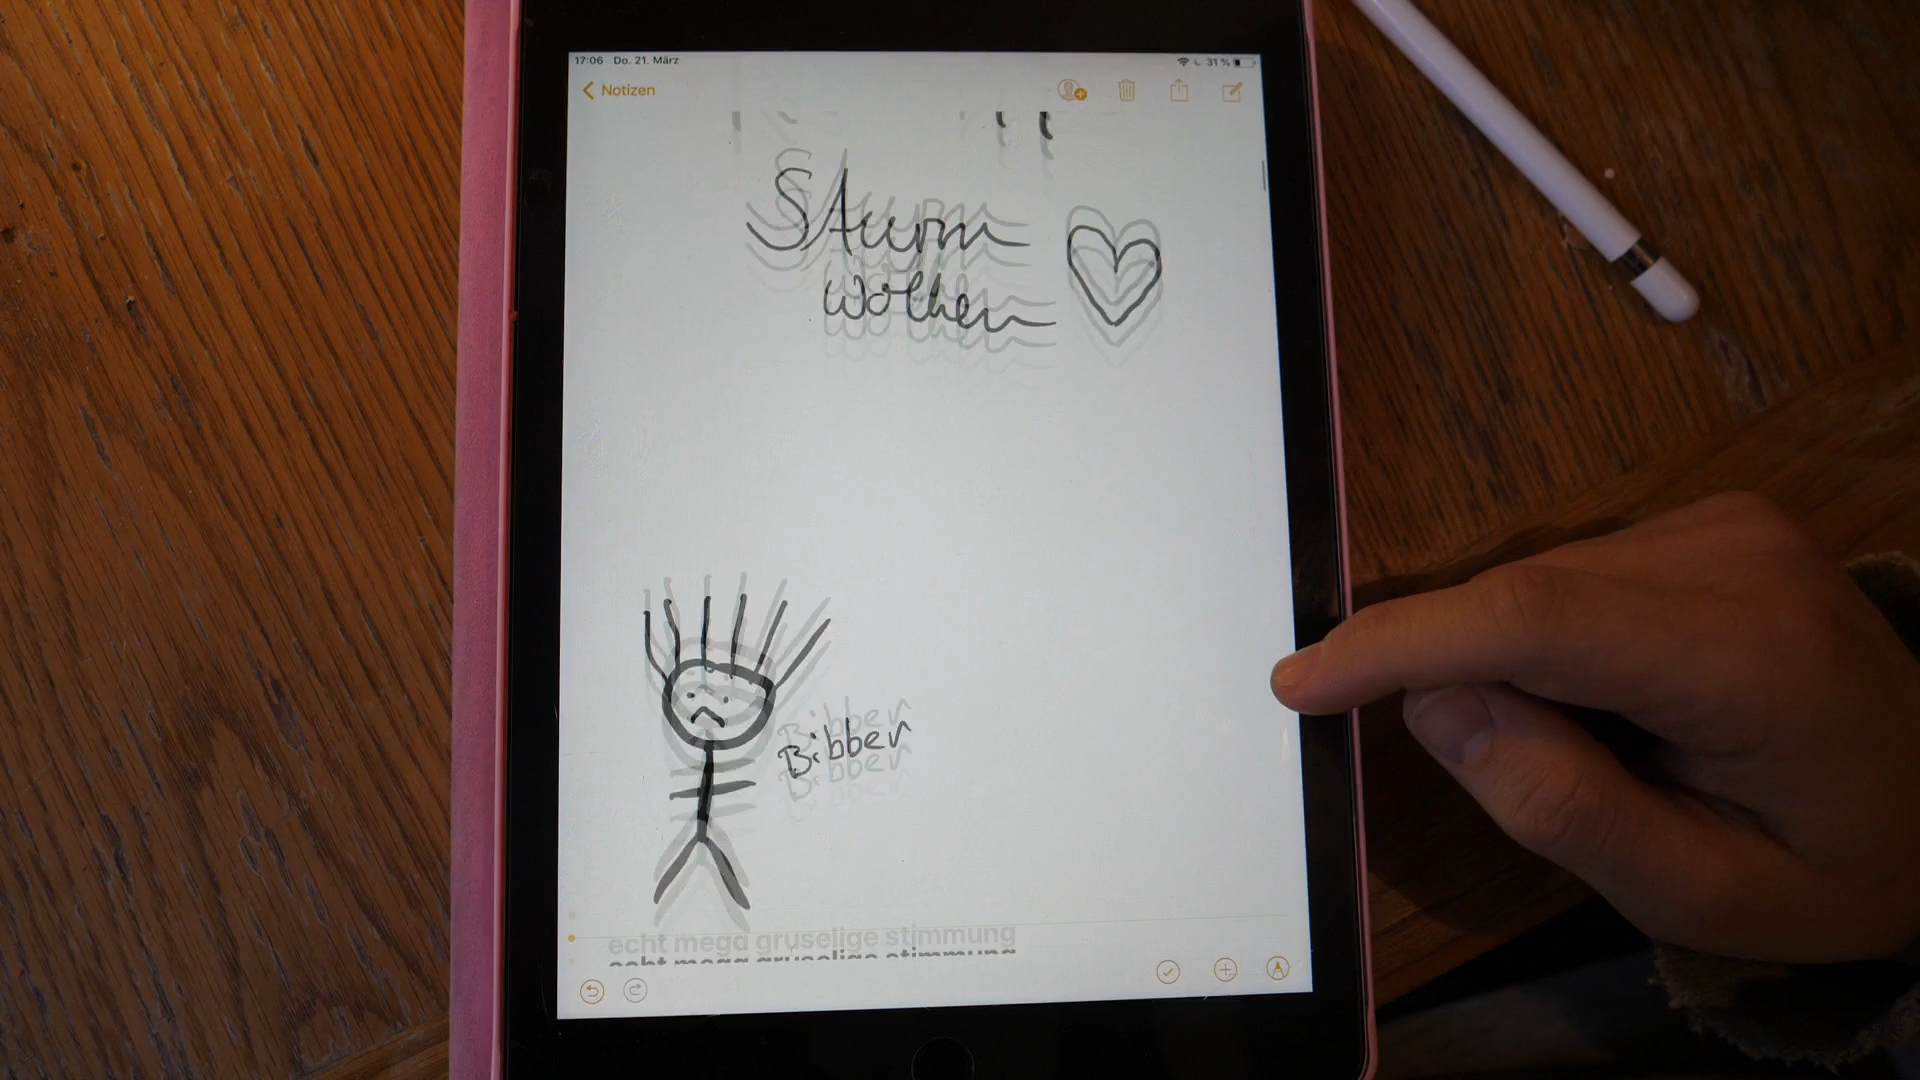 17:06 Do. 21. März 31 %
Notizen
Sturm
wolken
Bibber
echt mega gruselige stimmung